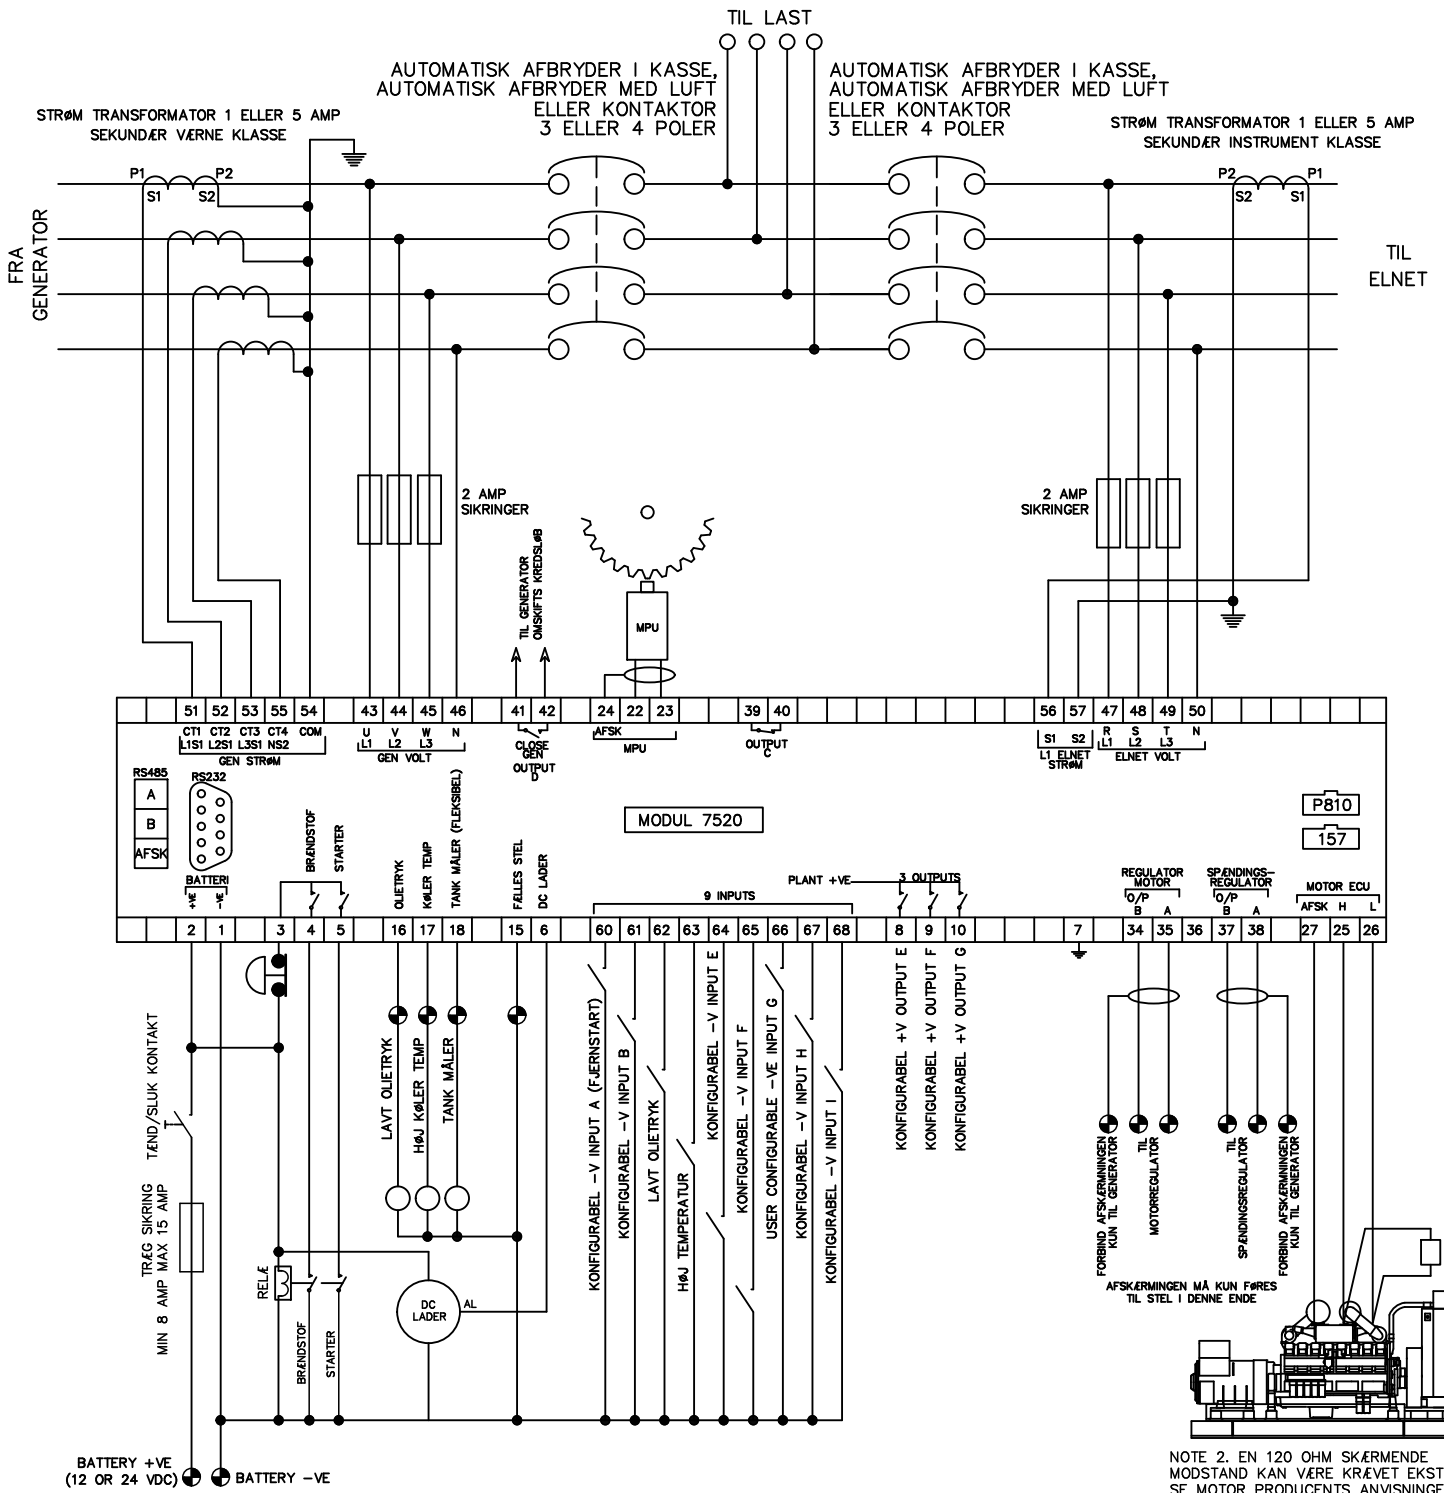 TIL LAST
AUTOMATISK AFBRYDER I KASSE,
AUTOMATISK AFBRYDER MED LUFT
ELLER KONTAKTOR
3 ELLER 4 POLER
AUTOMATISK AFBRYDER I KASSE,
AUTOMATISK AFBRYDER MED LUFT
ELLER KONTAKTOR
3 ELLER 4 POLER
STRØM TRANSFORMATOR 1 ELLER 5 AMP
SEKUNDÆR VÆRNE KLASSE
STRØM TRANSFORMATOR 1 ELLER 5 AMP
SEKUNDÆR INSTRUMENT KLASSE
P1 P2
S1 S2
P2 P1
S2 S1
FRA
GENERATOR
TIL
ELNET
2 AMP
SIKRINGER
2 AMP
SIKRINGER
TIL GENERATOR
OMSKIFTS KREDSLØB
MPU
51 52 53 55 54 43 44 45 46 41 42 24 22 23 39 40 56 57 47 48 49 50
CT1 CT2 CT3 CT4 COM
L1S1 L2S1 L3S1 NS2
GEN STRØM
U V W N
L1 L2 L3
GEN VOLT
CLOSE
GEN
OUTPUT
D
AFSK
MPU
OUTPUT
C
S1 S2
L1 ELNET
STRØM
R S T N
L1 L2 L3
ELNET VOLT
RS485
A
B
AFSK
RS232
BATTERI
+VE
-VE
BRÆNDSTOF
STARTER
OLIETRYK
KØLER TEMP
TANK MÅLER (FLEKSIBEL)
FÆLLES STEL
DC LADER
MODUL 7520
P810
157
9 INPUTS
PLANT +VE
3 OUTPUTS
REGULATOR
MOTOR
O/P
B A
SPÆNDINGS-
REGULATOR
O/P
B A
MOTOR ECU
AFSK H L
2 1 3 4 5 16 17 18 15 6 60 61 62 63 64 65 66 67 68 8 9 10 7 34 35 36 37 38 27 25 26
TÆND/SLUK KONTAKT
TRÆG SIKRING
MIN 8 AMP MAX 15 AMP
RELÆ
BRÆNDSTOF
STARTER
LAVT OLIETRYK
HØJ KØLER TEMP
TANK MÅLER
DC
LADER
AL
KONFIGURABEL -V INPUT A (FJERNSTART)
KONFIGURABEL -V INPUT B
LAVT OLIETRYK
HØJ TEMPERATUR
KONFIGURABEL -V INPUT E
KONFIGURABEL -V INPUT F
USER CONFIGURABLE -VE INPUT G
KONFIGURABEL -V INPUT H
KONFIGURABEL -V INPUT I
KONFIGURABEL +V OUTPUT E
KONFIGURABEL +V OUTPUT F
KONFIGURABEL +V OUTPUT G
FORBIND AFSKÆRMNINGEN
KUN TIL GENERATOR
TIL
MOTORREGULATOR
TIL
SPÆNDINGSREGULATOR
FORBIND AFSKÆRMNINGEN
KUN TIL GENERATOR
AFSKÆRMINGEN MÅ KUN FØRES
TIL STEL I DENNE ENDE
BATTERY +VE
(12 OR 24 VDC)
BATTERY -VE
NOTE 2. EN 120 OHM SKÆRMENDE
MODSTAND KAN VÆRE KRÆVET EKST
SE MOTOR PRODUCENTS ANVISNINGE